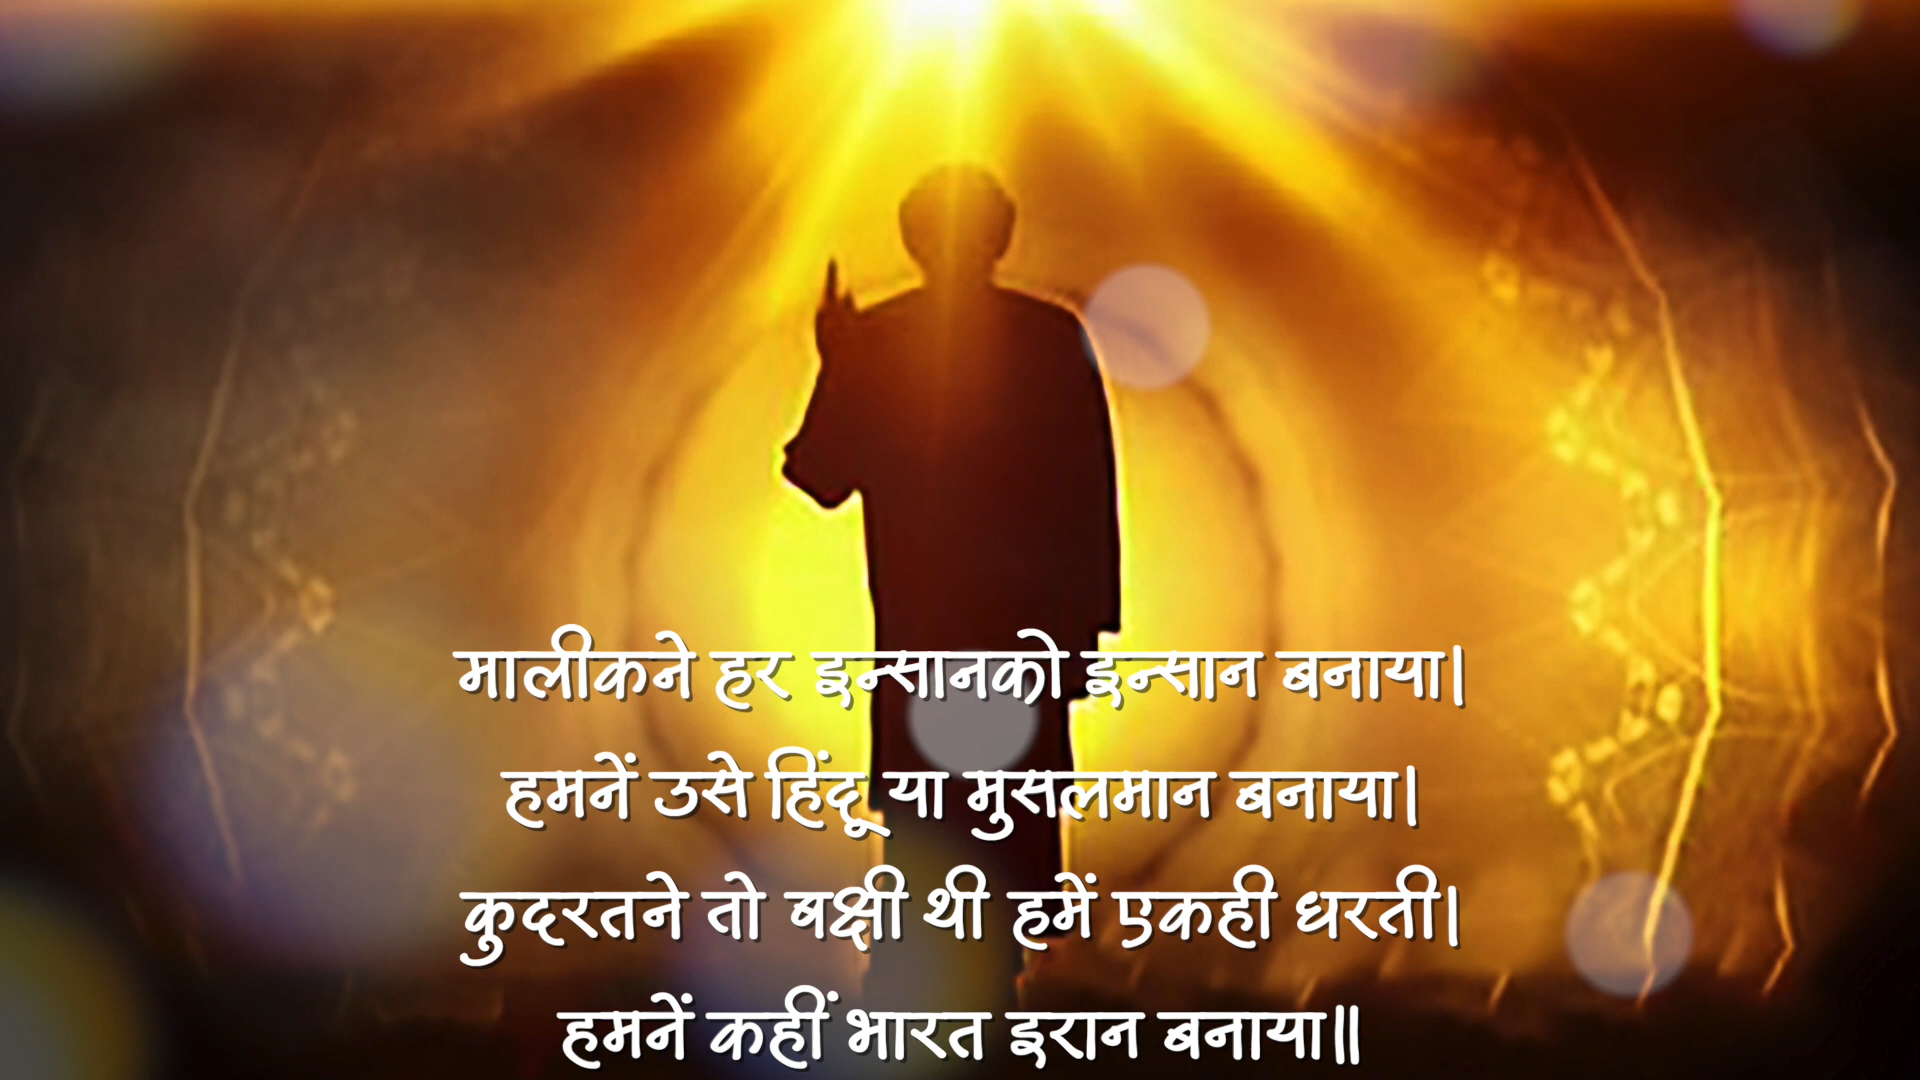 मालीकने हर इन्सानको इन्सान बनाया।
हमनें उसे हिंदू या मुसलमान बनाया।
कुदरतने तो बक्षी थी हमें एकही धरती।
हमनें कहीं भारत इरान बनाया॥